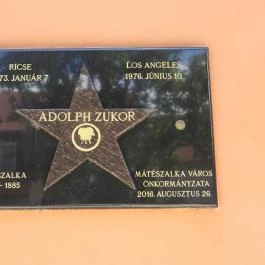 RICSE
73. JANUÁR 7
LOS ANGELES
1976. JÚNIUS 10.
ADOLPH ZUKOR
SZALKA
– 1885
MÁTÉSZALKA VÁROS
ÖNKORMÁNYZATA
2016. AUGUSZTUS 26.